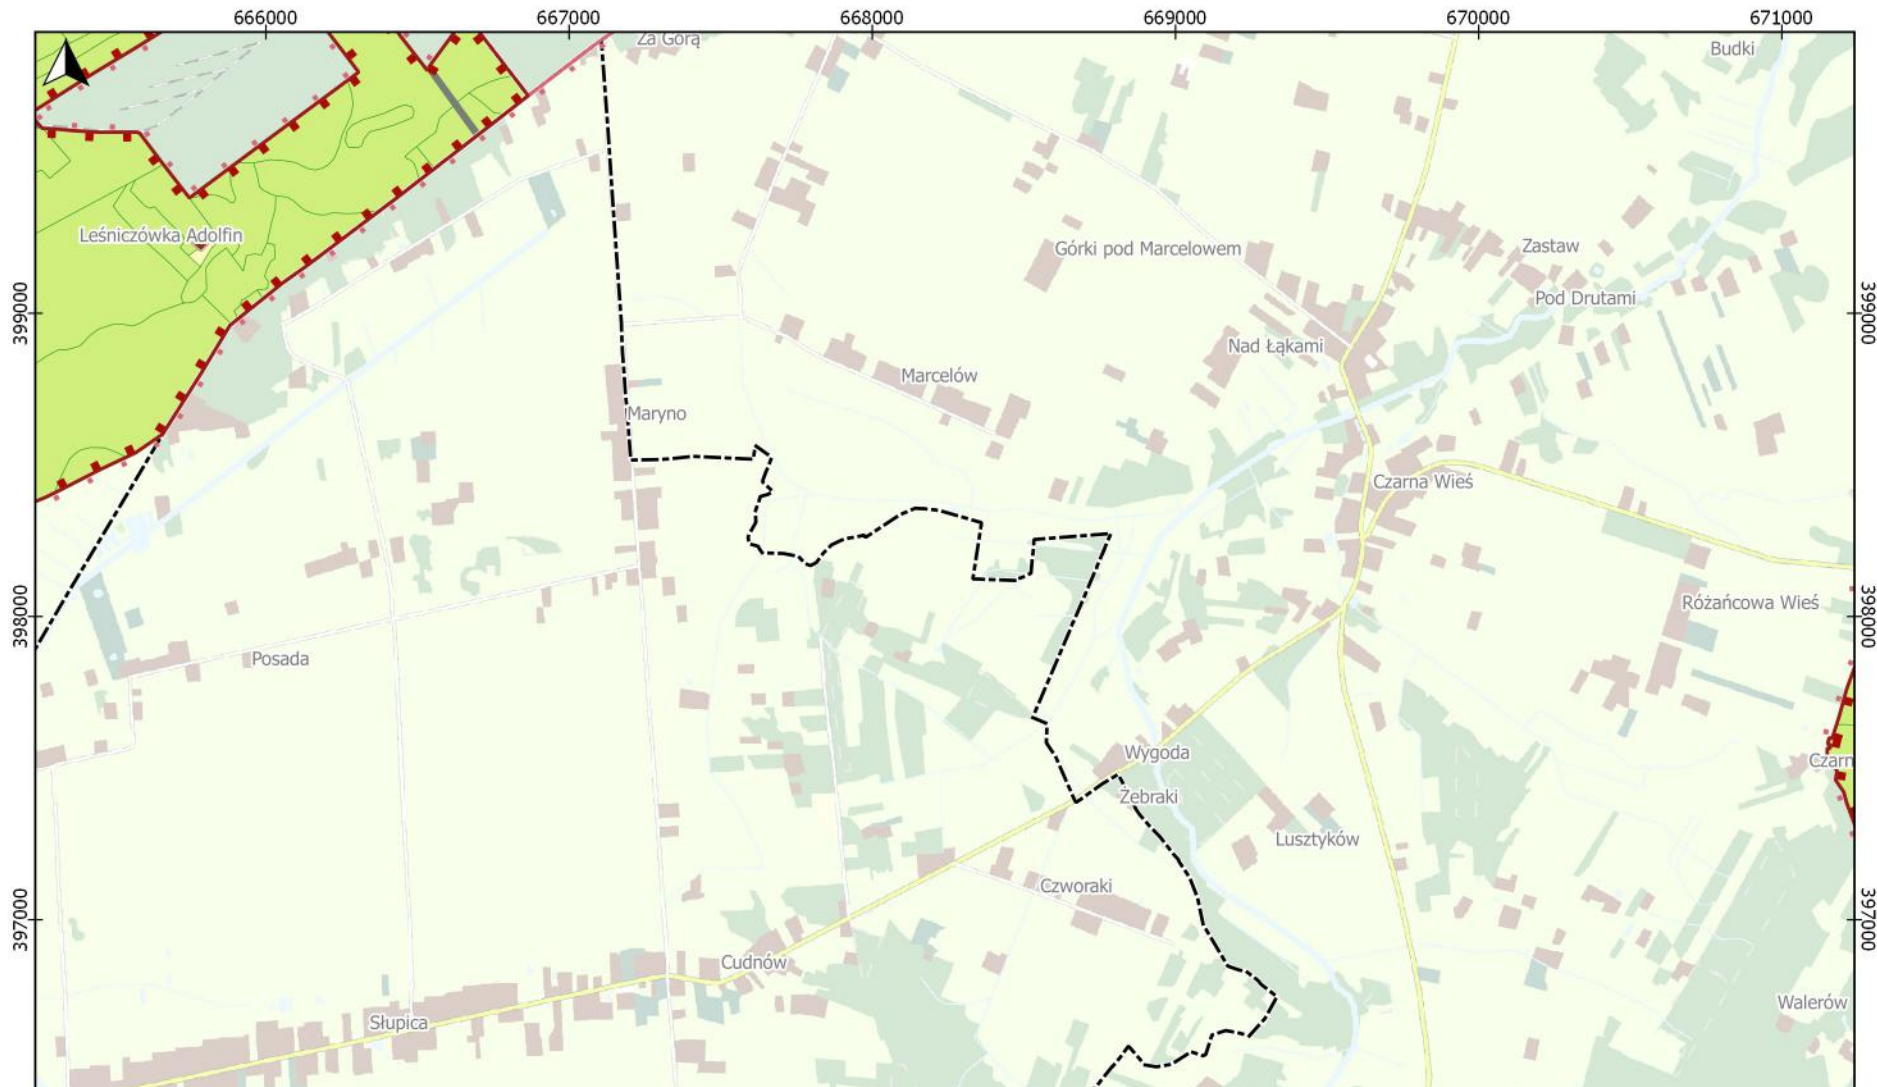 666000 667000 668000 669000 670000 671000
Za Górą
Budki
Leśniczówka Adolfin
Górki pod Marcelowem
Zastaw
Pod Drutami
399000
399000
Nad Łąkami
Marcelów
Maryno
Czarna Wieś
398000
398000
Różańcowa Wieś
Posada
Wygoda
Czarn
Żebraki
Lusztyków
Czworaki
397000
397000
Cudnów
Walerów
Słupica